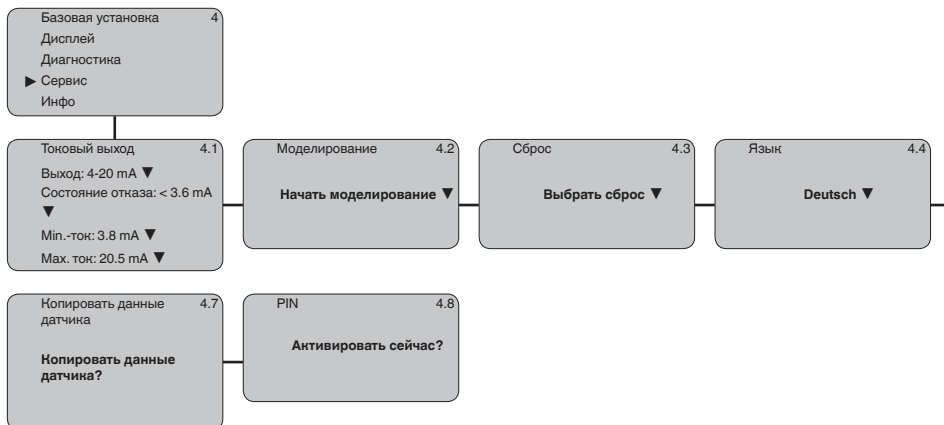 Базовая установка 4
Дисплей
Диагностика
▶ Сервис
Инфо
Токовый выход 4.1
Выход: 4-20 mA ▼
Состояние отказа: < 3.6 mA
▼
Min.-ток: 3.8 mA ▼
Max. ток: 20.5 mA ▼
Моделирование 4.2
Начать моделирование ▼
Сброс 4.3
Выбрать сброс ▼
Язык 4.4
Deutsch ▼
Копировать данные 4.7
датчика
Копировать данные
датчика?
PIN 4.8
Активировать сейчас?